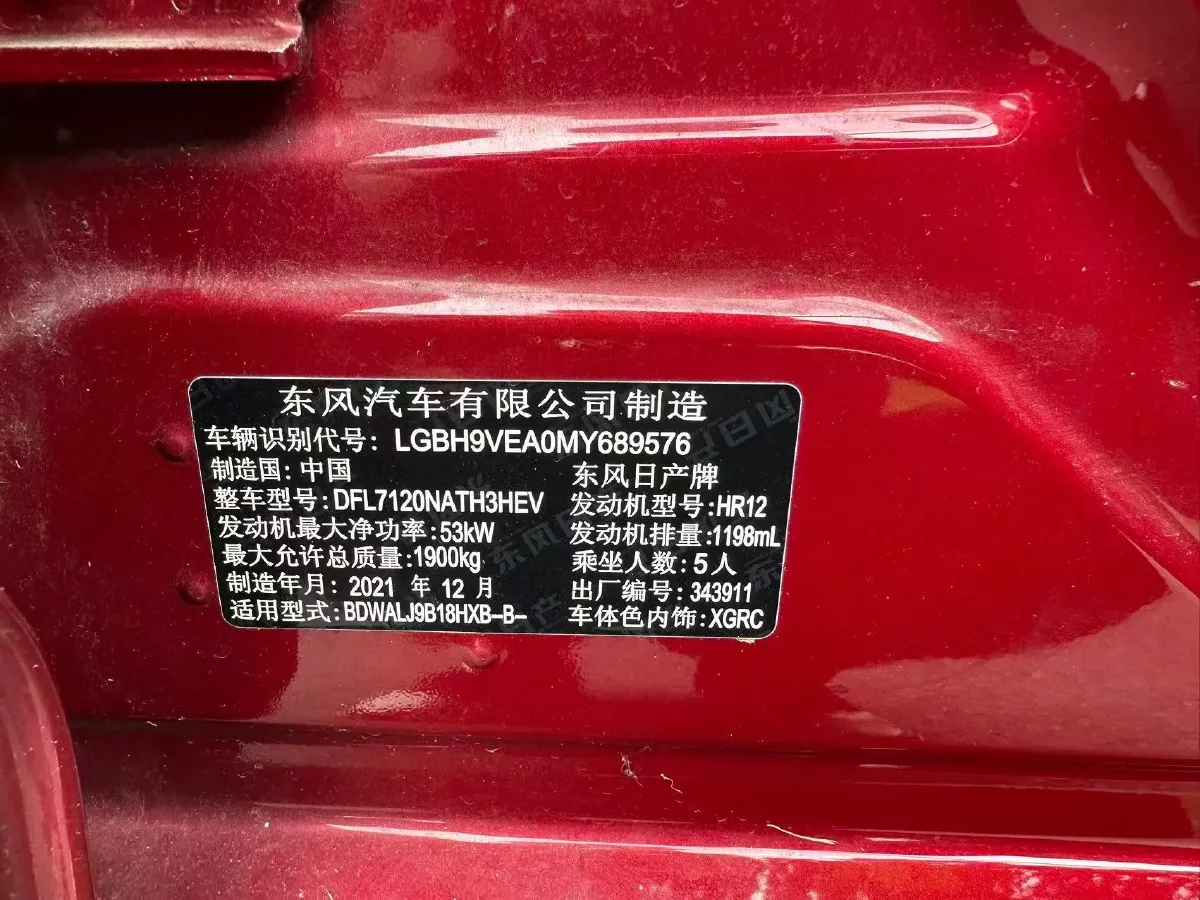 东风汽车有限公司制造
车辆识别代号：LGBH9VEA0MY689576
制造国：中国 东风日产牌
整车型号：DFL7120NATH3HEV 发动机型号：HR12
发动机最大净功率：53kW 发动机排量：1198mL
最大允许总质量：1900kg 乘坐人数：5人
制造年月：2021 年 12 月 出厂编号：343911
适用型式：BDWALJ9B18HXB-B- 车体色内饰：XGRC